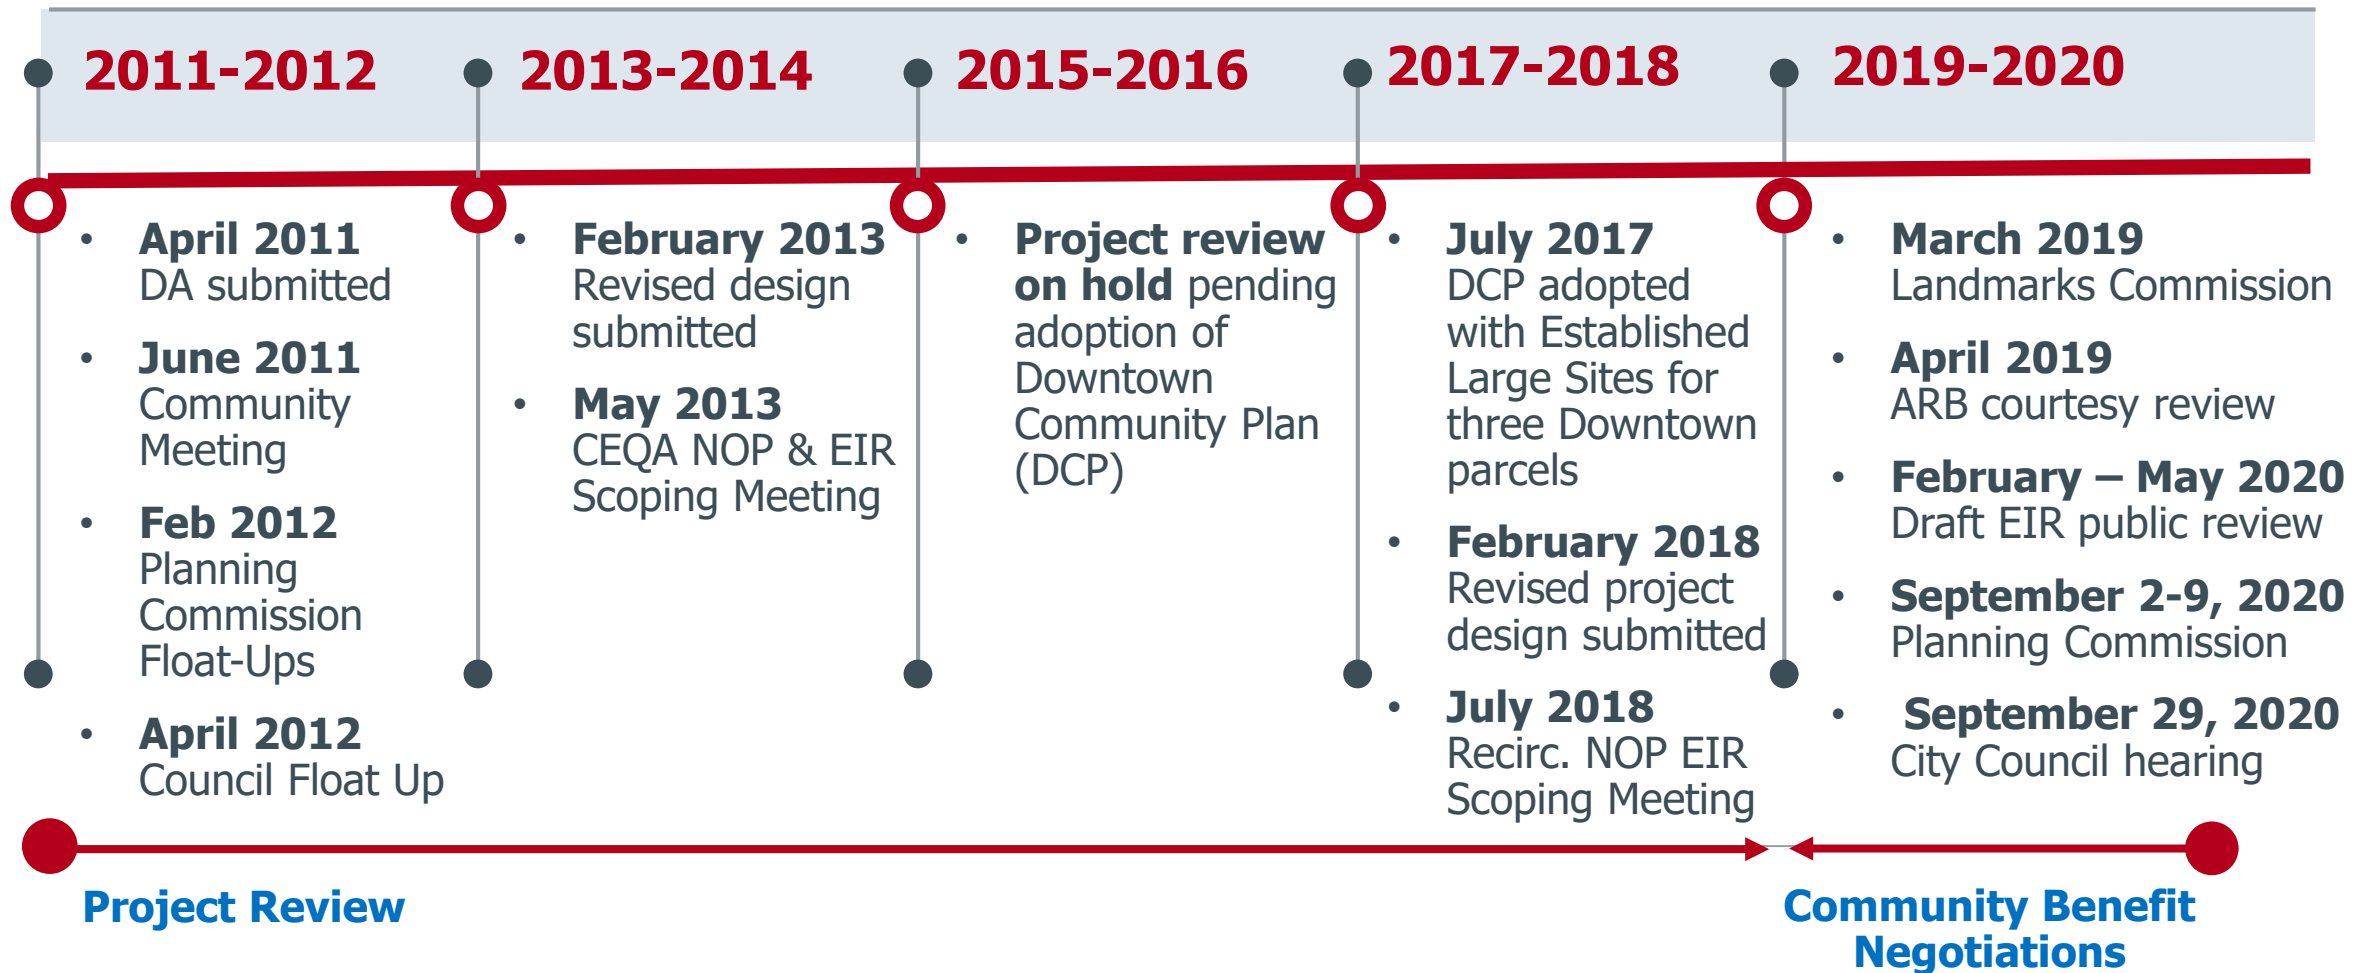 2011-2012
2013-2014
2015-2016
2017-2018
2019-2020
• April 2011
DA submitted
• June 2011
Community
Meeting
• Feb 2012
Planning
Commission
Float-Ups
• April 2012
Council Float Up
• February 2013
Revised design
submitted
• May 2013
CEQA NOP & EIR
Scoping Meeting
• Project review
on hold pending
adoption of
Downtown
Community Plan
(DCP)
• July 2017
DCP adopted
with Established
Large Sites for
three Downtown
parcels
• February 2018
Revised project
design submitted
• July 2018
Recirc. NOP EIR
Scoping Meeting
• March 2019
Landmarks Commission
• April 2019
ARB courtesy review
• February – May 2020
Draft EIR public review
• September 2-9, 2020
Planning Commission
• September 29, 2020
City Council hearing
Project Review
Community Benefit
Negotiations